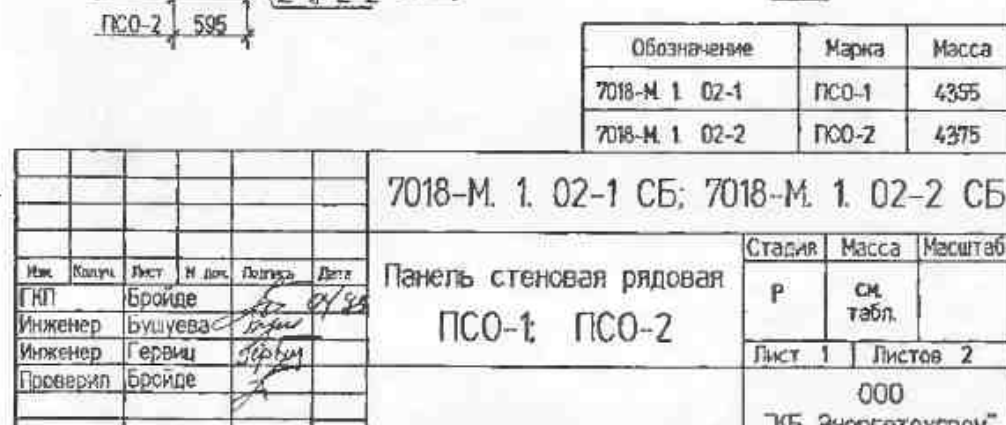 ПСО-2 595
Обозначение Марка Масса
7018-М. 1. 02-1 ПСО-1 4355
7018-М. 1. 02-2 ПСО-2 4375
7018-М. 1. 02-1 СБ; 7018-М. 1. 02-2 СБ
Изм. Кол.уч. Лист N док. Подпись Дата
ГКП Бройде
Инженер Бушуева
Инженер Гервиц
Проверил Бройде
Панель стеновая рядовая
ПСО-1; ПСО-2
Стадия Масса Масштаб
Р см. табл.
Лист 1 Листов 2
ООО